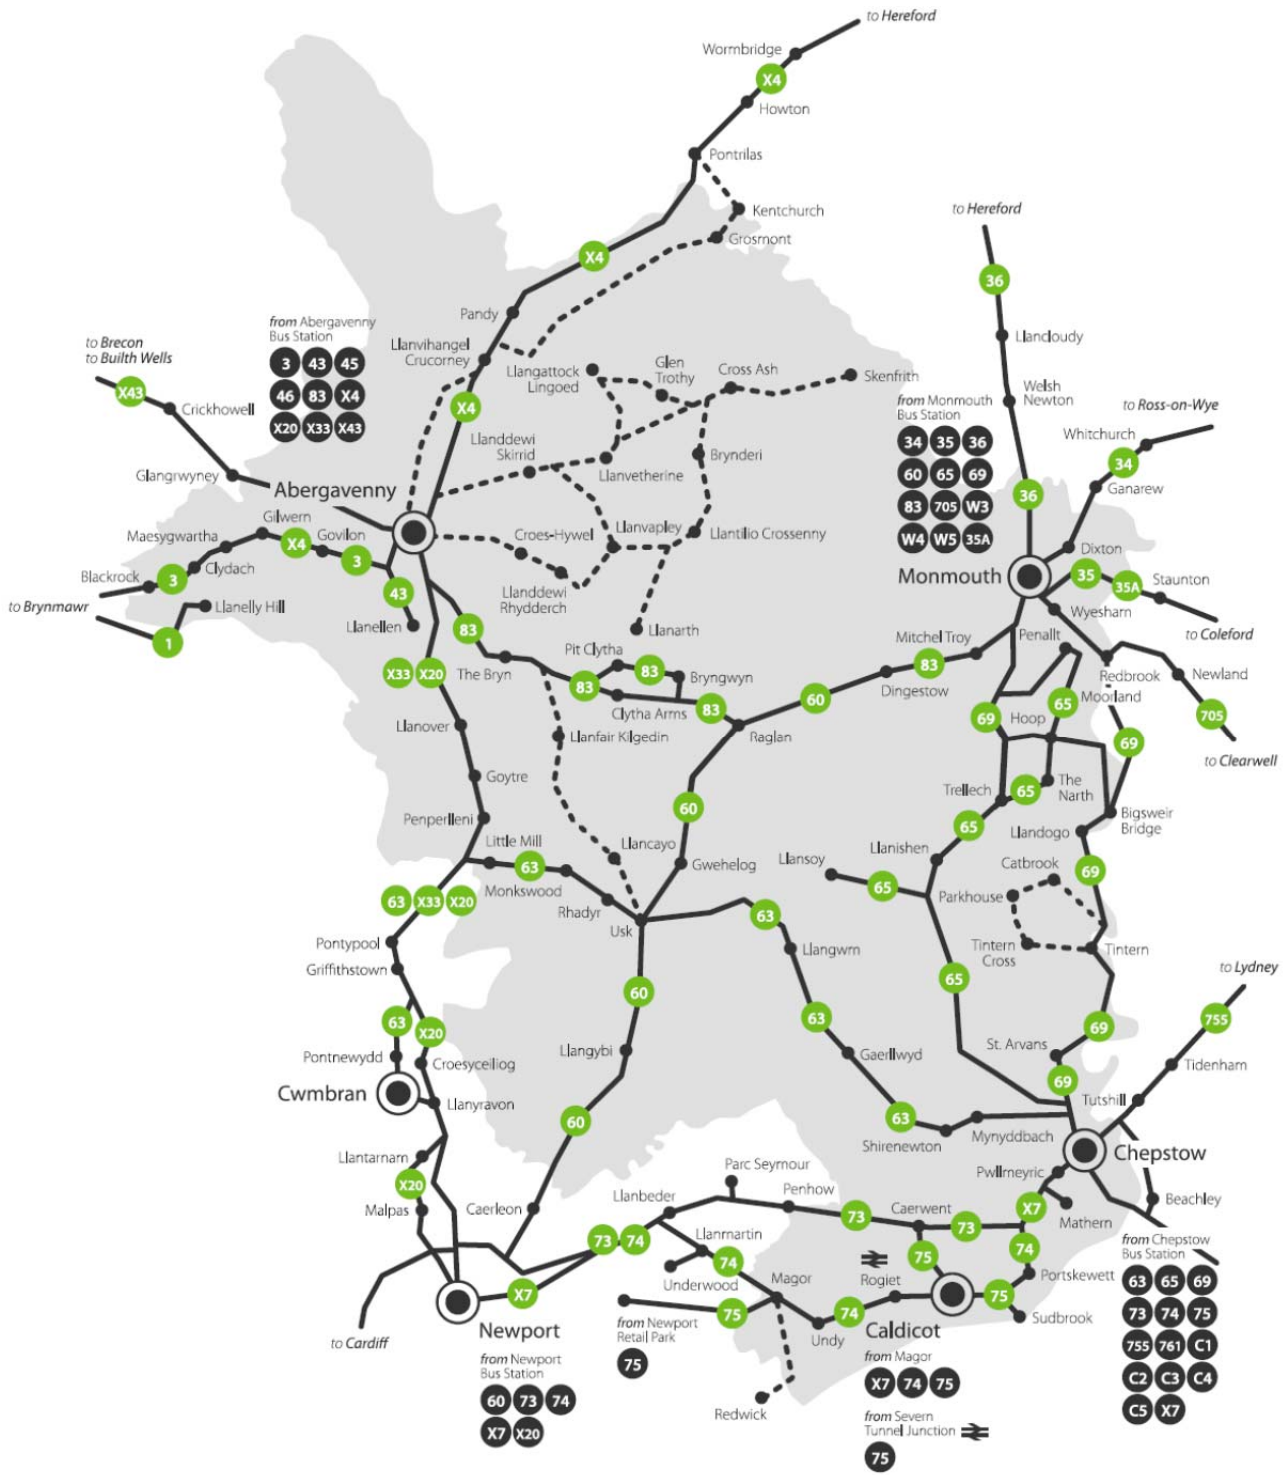 to Hereford
Wormbridge
X4
Howton
Pontrilas
Kentchurch
Grosmont
X4
to Hereford
36
Pandy
Llancloudy
from Abergavenny
Bus Station
3 43 45
46 83 X4
X20 X33 X43
Llanvihangel
Crucorney
to Brecon
to Builth Wells
X43
Crickhowell
Glangrwyney
X4
Llangattock
Lingoed
Glen
Trothy
Cross Ash
Skenfrith
Welsh
Newton
from Monmouth
Bus Station
34 35 36
60 65 69
83 705 W3
W4 W5 35A
to Ross-on-Wye
Whitchurch
34
Ganarew
Llanddewi
Skirrid
Llanvetherine
Brynderi
36
Abergavenny
Gilwern
Maesygwartha
X4
Govilon
3
Clydach
Blackrock
3
to Brynmawr
1
Llanelly Hill
43
Llanellen
Croes-Hywel
Llanvapley
Llantilio Crossenny
Llanddewi
Rhydderch
Llanarth
Dixton
Monmouth
35
35A
Staunton
Wyesham
to Coleford
83
Mitchel Troy
Penallt
83
Dingestow
Redbrook
Newland
Moorland
705
to Clearwell
X33 X20
The Bryn
Pit Clytha
83
Bryngwyn
83
Clytha Arms
83
60
Raglan
69
65
Hoop
69
Llanover
Llanfair Kilgedin
Goytre
Trellech
65
The
Narth
Bigsweir
Bridge
Penperlleni
60
65
Llandogo
Little Mill
63
Monkswood
Llancayo
Gwehelog
Llansoy
Llanishen
65
Catbrook
69
Parkhouse
63 X33 X20
Rhadyr
Usk
63
Pontypool
Griffithstown
Llangwm
Tintern
Cross
Tintern
65
60
to Lydney
755
63
X20
63
69
Pontnewydd
Croesyceiliog
Llangybi
Gaerllwyd
St. Arvans
Tidenham
Cwmbran
69
Tutshill
Llanyravon
60
63
Shirenewton
Mynyddbach
Chepstow
Llantarnam
X20
Malpas
Caerleon
Parc Seymour
Pwllmeyric
Llanbeder
Penhow
Caerwent
X7
Mathern
Beachley
73 74
73
73
Llanmartin
74
Underwood
75
74
from Chepstow
Bus Station
63 65 69
73 74 75
755 761 C1
C2 C3 C4
C5 X7
Magor
Rogiet
Portskewett
X7
75
74
75
Sudbrook
Undy
to Cardiff
Newport
from Newport
Bus Station
60 73 74
X7 X20
from Newport
Retail Park
75
Caldicot
from Magor
X7 74 75
Redwick
from Severn
Tunnel Junction
75